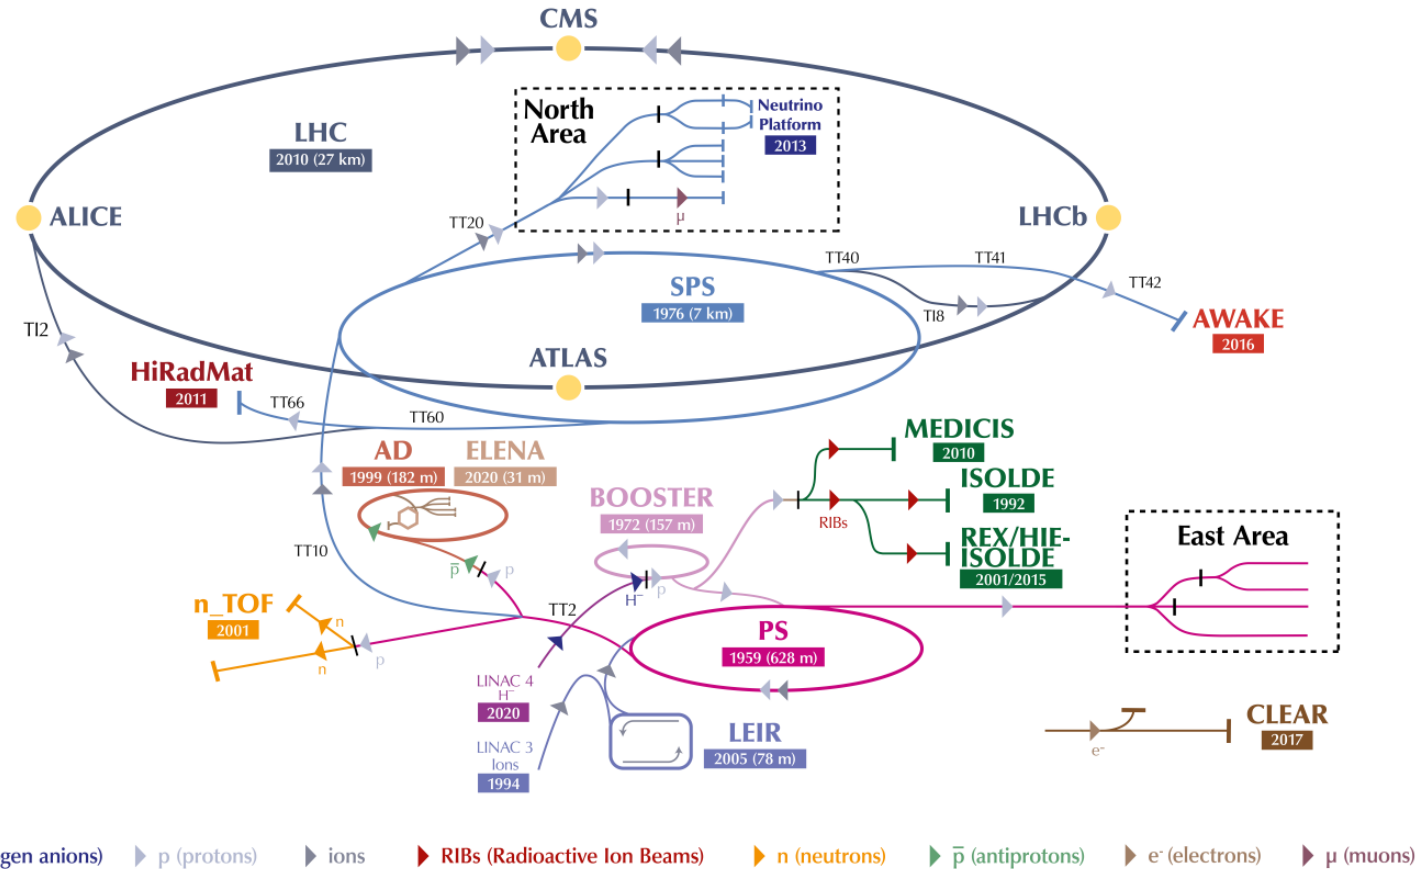 CMS
North
Area
Neutrino
Platform
2013
LHC
2010 (27 km)
μ
ALICE
LHCb
TT20
TT40
TT41
TT42
SPS
1976 (7 km)
TI8
AWAKE
2016
TI2
ATLAS
HiRadMat
2011
TT66
TT60
AD
1999 (182 m)
ELENA
2020 (31 m)
MEDICIS
2010
BOOSTER
1972 (157 m)
ISOLDE
1992
RIBs
REX/HIE-
ISOLDE
2001/2015
East Area
TT10
p̅
p
H⁻
p
n_TOF
2001
n
n
p
TT2
PS
1959 (628 m)
LINAC 4
H⁻
2020
LINAC 3
Ions
1994
LEIR
2005 (78 m)
CLEAR
2017
e⁻
gen anions)
p (protons)
ions
RIBs (Radioactive Ion Beams)
n (neutrons)
p̅ (antiprotons)
e⁻ (electrons)
μ (muons)